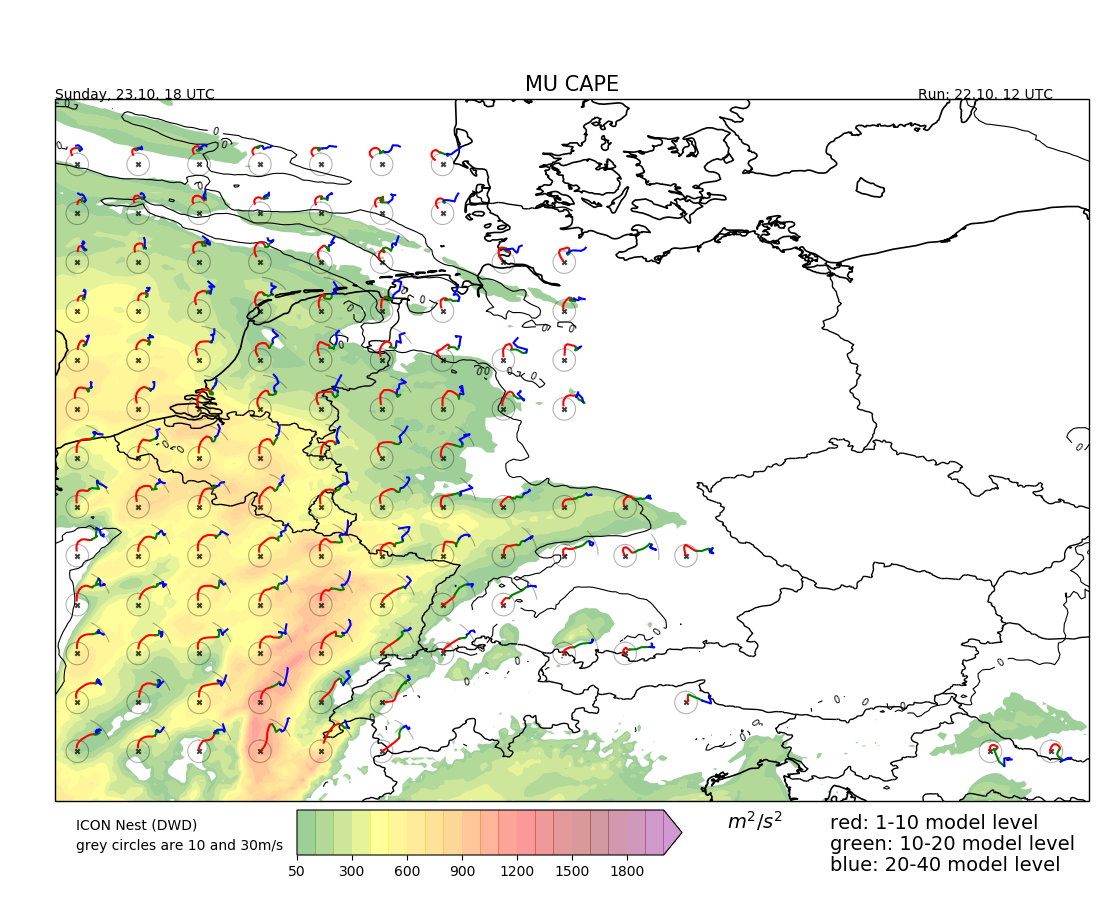 MU CAPE
Sunday, 23.10. 18 UTC
Run: 22.10. 12 UTC
ICON Nest (DWD)
grey circles are 10 and 30m/s
50 300 600 900 1200 1500 1800
m²/s²
red: 1-10 model level
green: 10-20 model level
blue: 20-40 model level